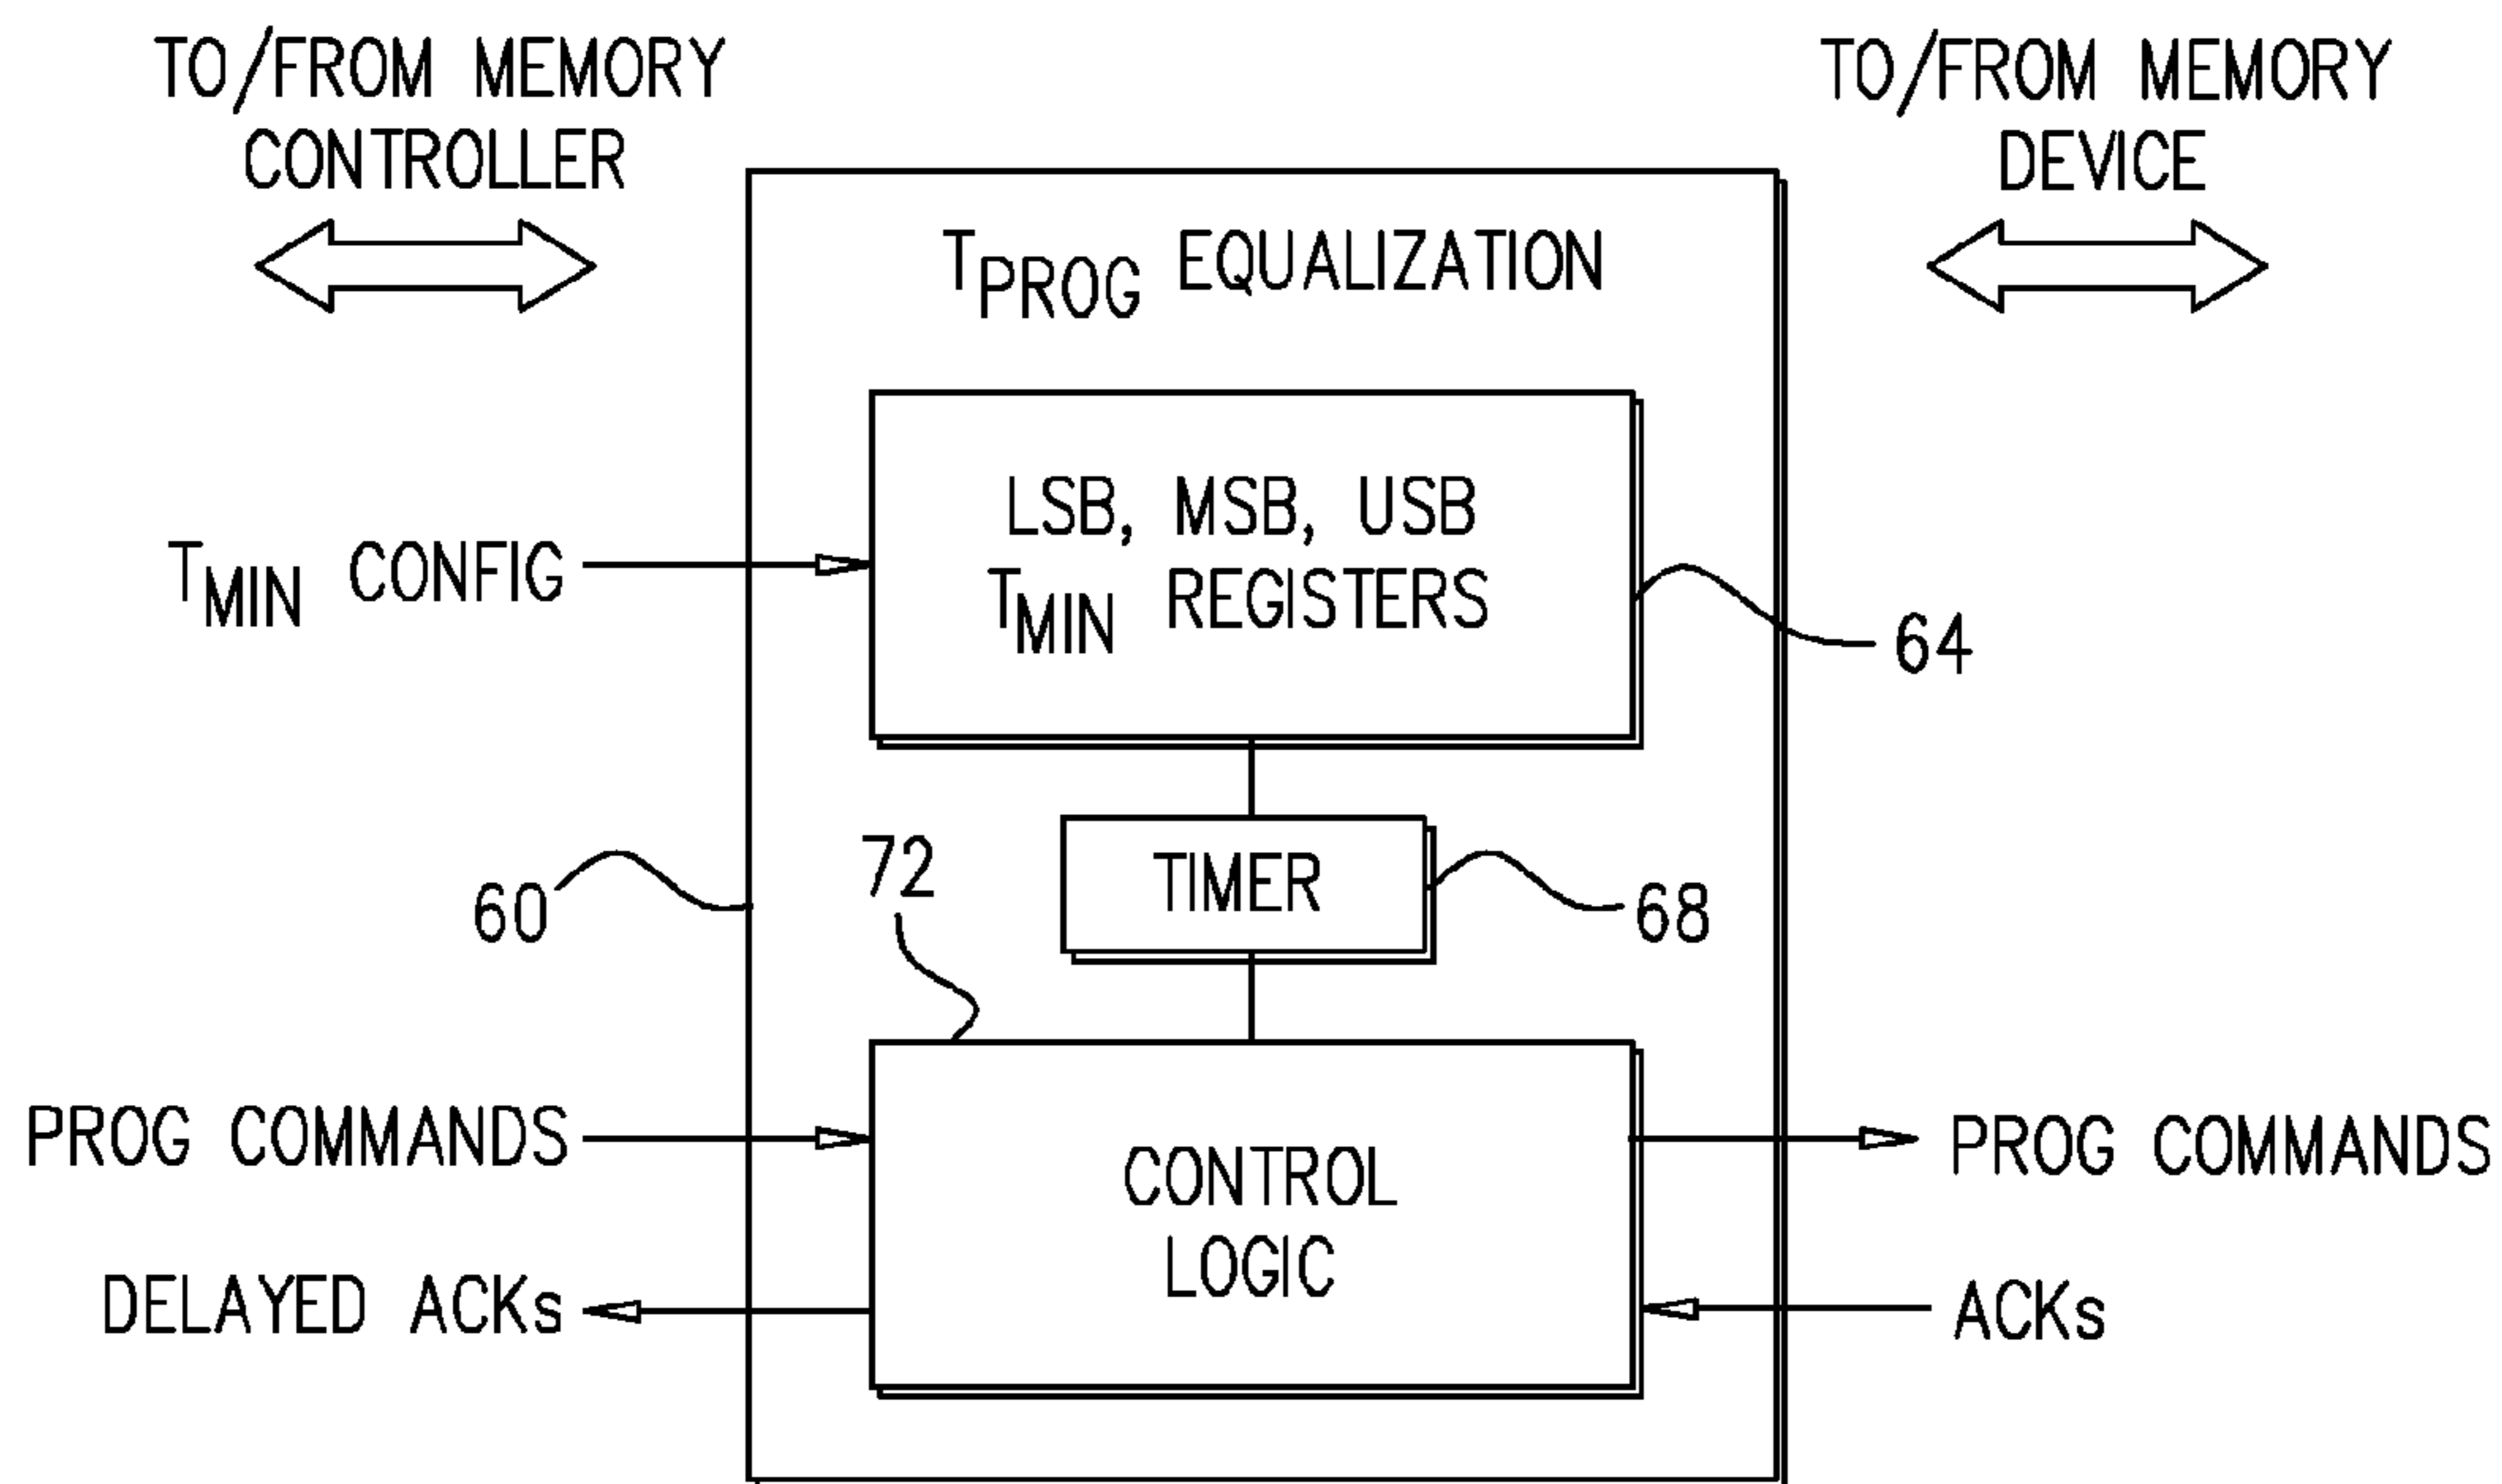 TO/FROM MEMORY
CONTROLLER
TO/FROM MEMORY
DEVICE
TPROG EQUALIZATION
LSB, MSB, USB
TMIN REGISTERS
TMIN CONFIG
64
TIMER
72
60
68
PROG COMMANDS
DELAYED ACKs
CONTROL
LOGIC
PROG COMMANDS
ACKs